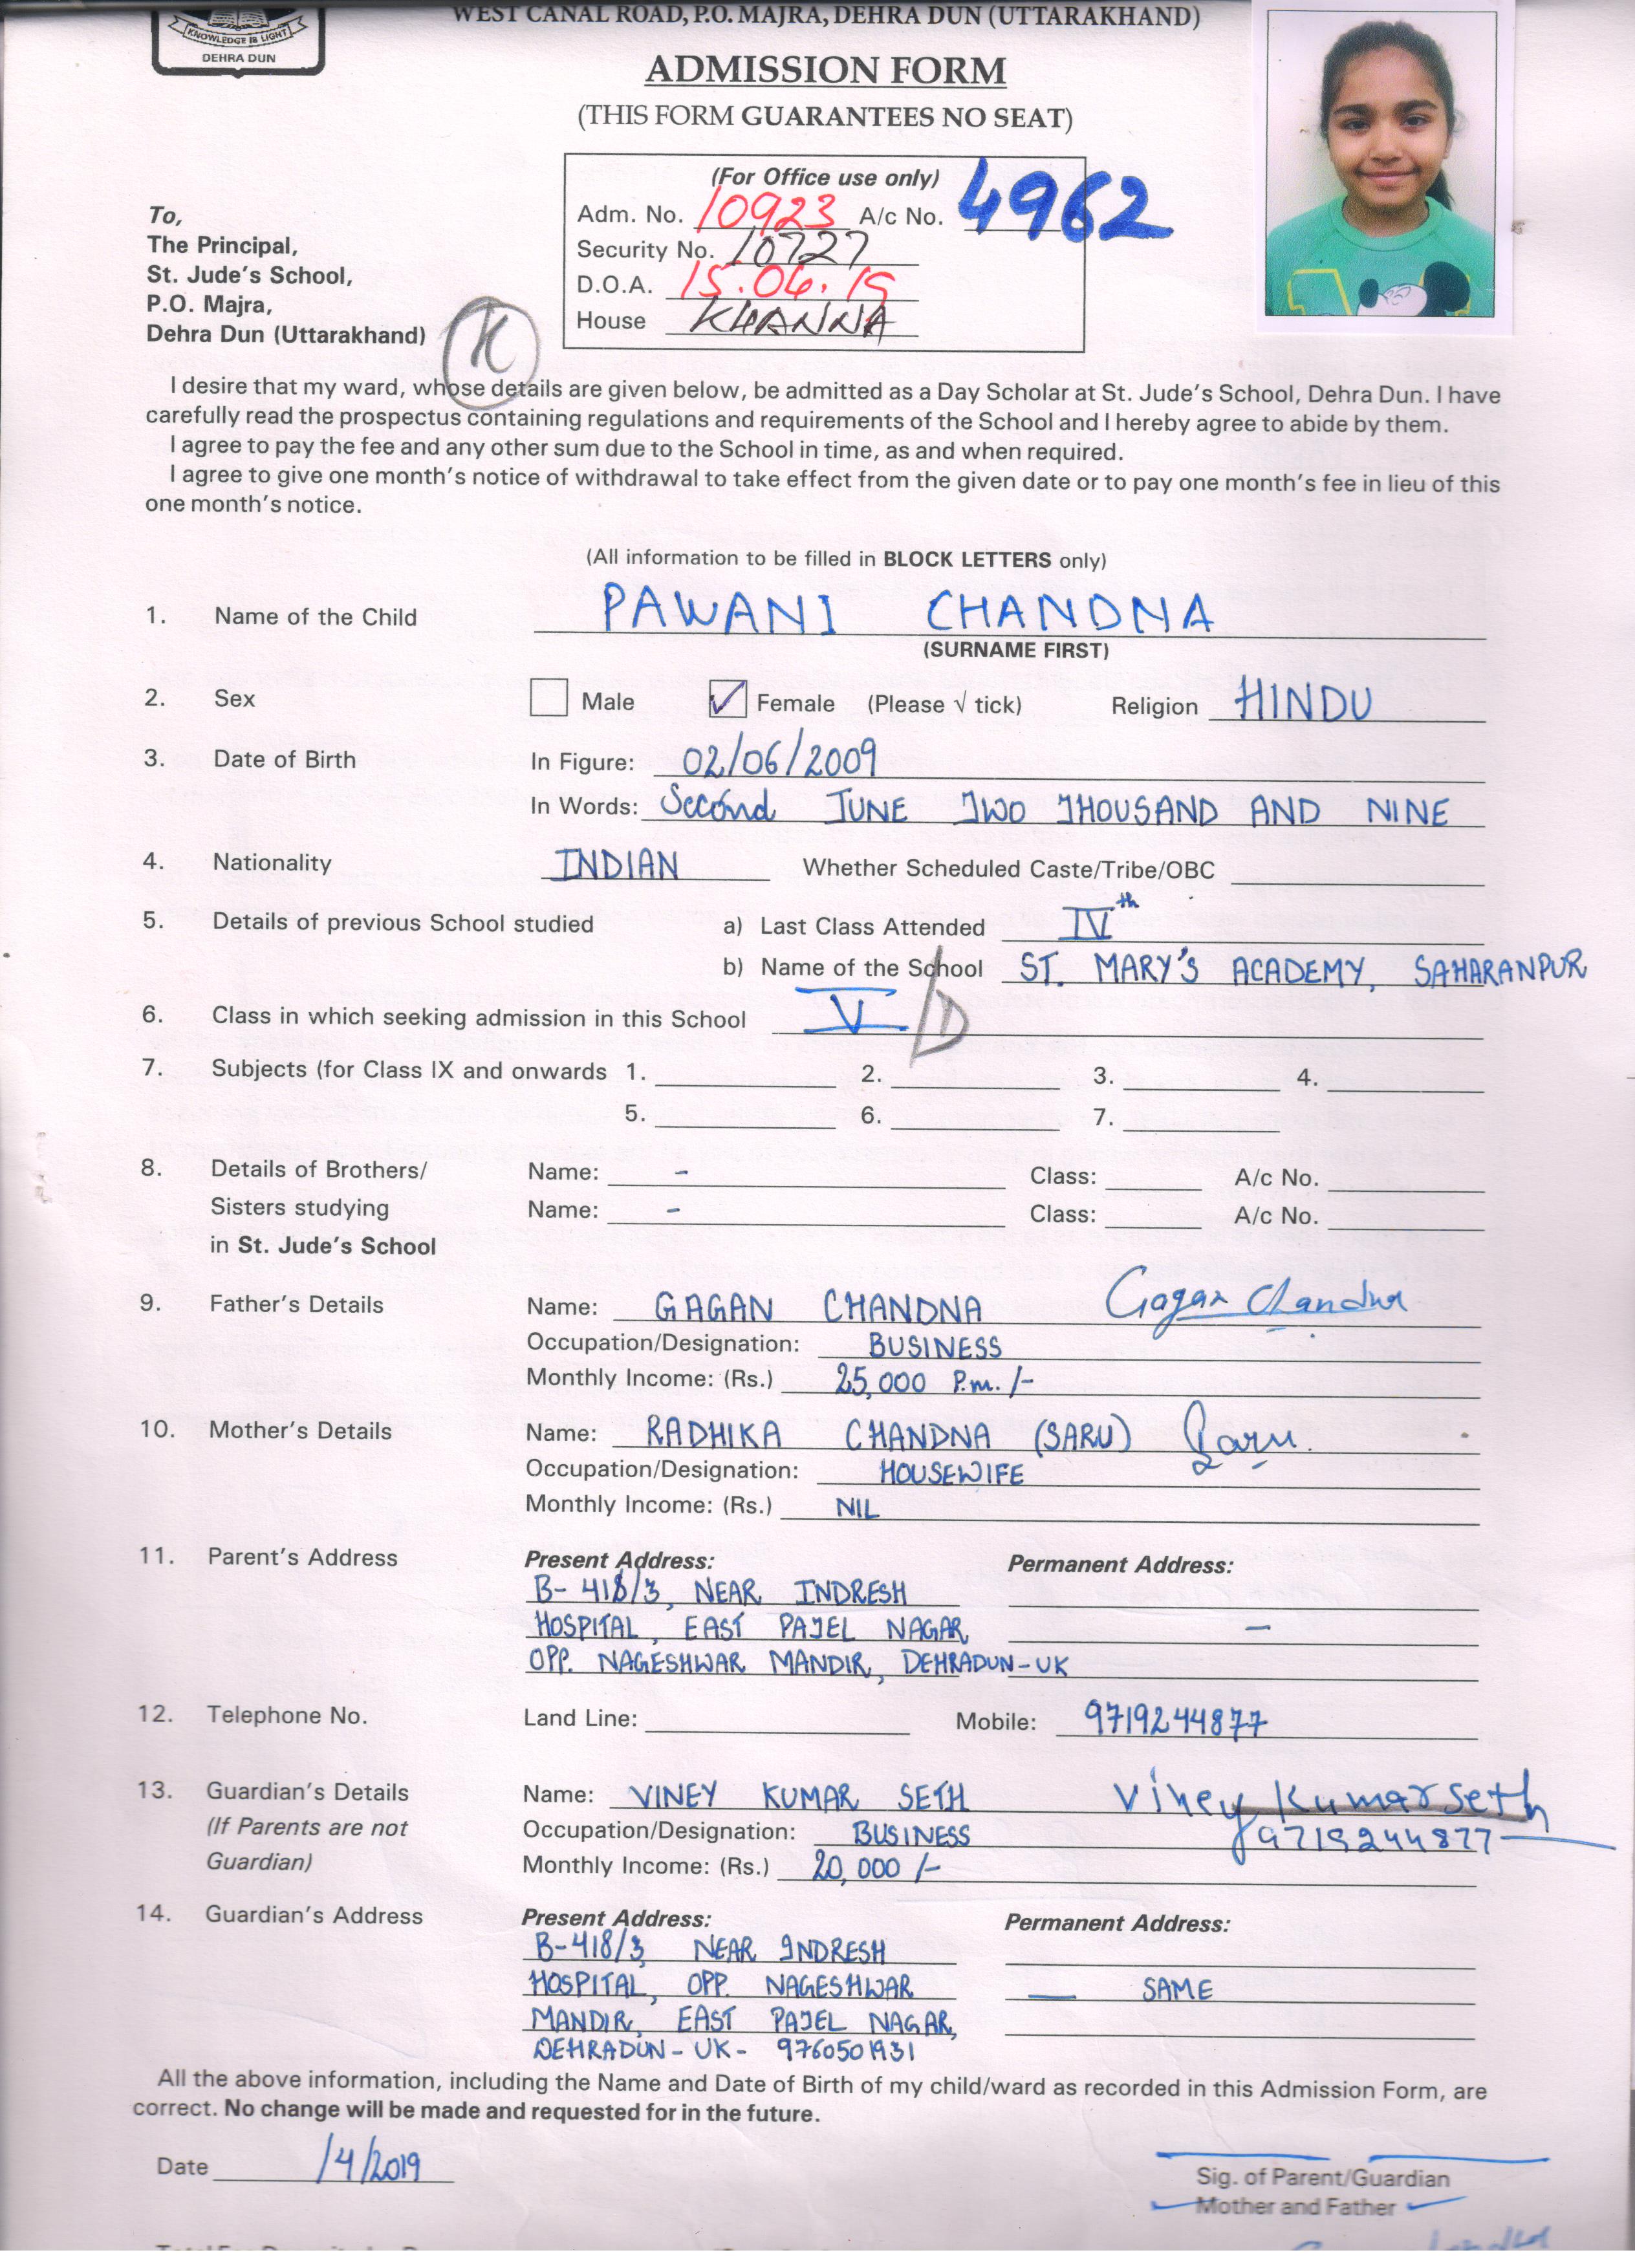 KNOWLEDGE IS LIGHT
DEHRA DUN
WEST CANAL ROAD, P.O. MAJRA, DEHRA DUN (UTTARAKHAND)
ADMISSION FORM
(THIS FORM GUARANTEES NO SEAT)
(For Office use only)
Adm. No. 10923 A/c No. 4962
Security No. 10727
D.O.A. 15.04.19
House KHANNA
To,
The Principal,
St. Jude's School,
P.O. Majra,
Dehra Dun (Uttarakhand)
K
I desire that my ward, whose details are given below, be admitted as a Day Scholar at St. Jude's School, Dehra Dun. I have
carefully read the prospectus containing regulations and requirements of the School and I hereby agree to abide by them.
I agree to pay the fee and any other sum due to the School in time, as and when required.
I agree to give one month's notice of withdrawal to take effect from the given date or to pay one month's fee in lieu of this
one month's notice.
(All information to be filled in BLOCK LETTERS only)
1. Name of the Child PAWANI CHANDNA
(SURNAME FIRST)
2. Sex Male ✓ Female (Please √ tick) Religion HINDU
3. Date of Birth In Figure: 02/06/2009
In Words: Second JUNE TWO THOUSAND AND NINE
4. Nationality INDIAN Whether Scheduled Caste/Tribe/OBC
5. Details of previous School studied a) Last Class Attended IVth
b) Name of the School ST. MARY'S ACADEMY, SAHARANPUR
6. Class in which seeking admission in this School V/D
7. Subjects (for Class IX and onwards 1. 2. 3. 4.
5. 6. 7.
8. Details of Brothers/ Name: - Class: A/c No.
Sisters studying Name: - Class: A/c No.
in St. Jude's School
9. Father's Details Name: GAGAN CHANDNA Gagan Chandna
Occupation/Designation: BUSINESS
Monthly Income: (Rs.) 25,000 P.m. /-
10. Mother's Details Name: RADHIKA CHANDNA (SARU) Saru
Occupation/Designation: HOUSEWIFE
Monthly Income: (Rs.) NIL
11. Parent's Address Present Address: Permanent Address:
B-418/3, NEAR INDRESH
HOSPITAL, EAST PATEL NAGAR -
OPP. NAGESHWAR MANDIR, DEHRADUN-UK
12. Telephone No. Land Line: Mobile: 9719244877
13. Guardian's Details Name: VINEY KUMAR SETH Viney Kumar Seth
(If Parents are not Occupation/Designation: BUSINESS 9719244877
Guardian) Monthly Income: (Rs.) 20,000 /-
14. Guardian's Address Present Address: Permanent Address:
B-418/3, NEAR INDRESH
HOSPITAL, OPP. NAGESHWAR — SAME
MANDIR, EAST PATEL NAGAR,
DEHRADUN - UK - 9760501931
All the above information, including the Name and Date of Birth of my child/ward as recorded in this Admission Form, are
correct. No change will be made and requested for in the future.
Date /4/2019
Sig. of Parent/Guardian
Mother and Father